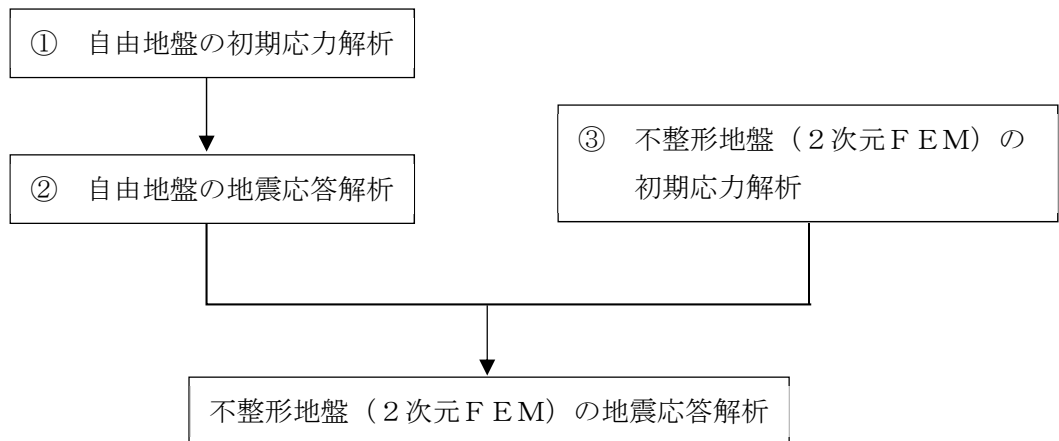 ① 自由地盤の初期応力解析
② 自由地盤の地震応答解析
③ 不整形地盤（２次元ＦＥＭ）の
初期応力解析
不整形地盤（２次元ＦＥＭ）の地震応答解析